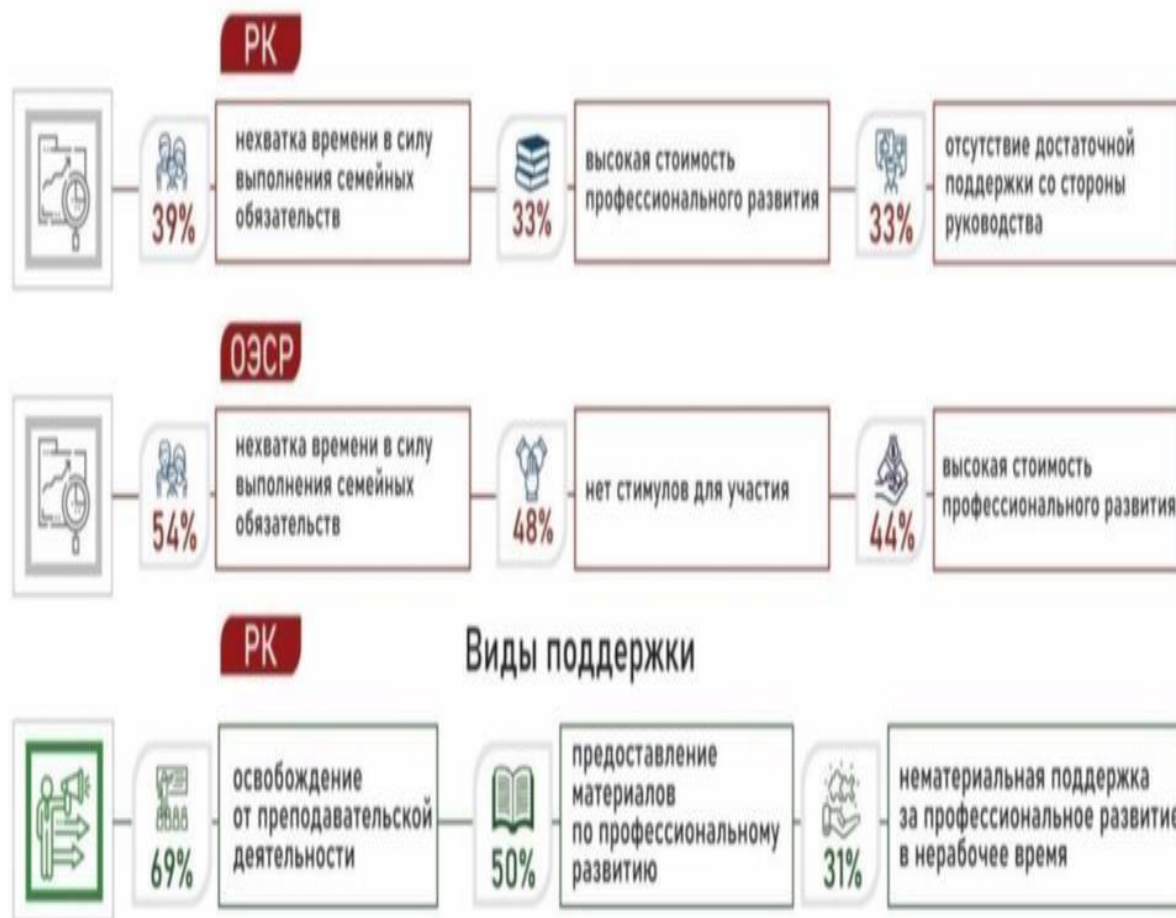 РК
39%
нехватка времени в силу
выполнения семейных
обязательств
33%
высокая стоимость
профессионального развития
33%
отсутствие достаточной
поддержки со стороны
руководства
ОЭСР
54%
нехватка времени в силу
выполнения семейных
обязательств
48%
нет стимулов для участия
44%
высокая стоимость
профессионального развития
РК
Виды поддержки
69%
освобождение
от преподавательской
деятельности
50%
предоставление
материалов
по профессиональному
развитию
31%
нематериальная поддержка
за профессиональное развитие
в нерабочее время